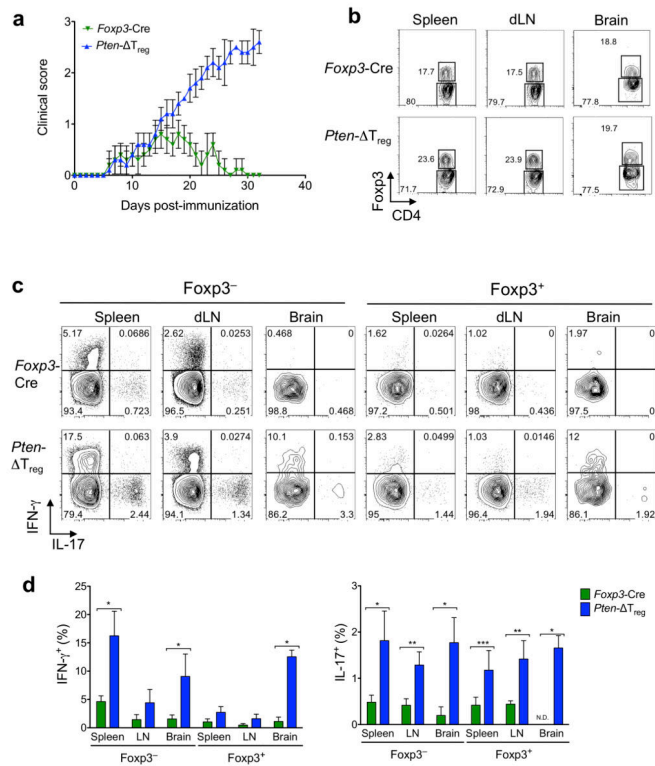 a
Foxp3-Cre
Pten-ΔTreg
Clinical score
3
2
1
0
0 10 20 30 40
Days post-immunization
b
Spleen dLN Brain
Foxp3-Cre
17.7 17.5 18.8
80 79.7 77.8
Pten-ΔTreg
23.6 23.9 19.7
71.7 72.9 77.5
Foxp3
CD4
c
Foxp3⁻ Foxp3⁺
Spleen dLN Brain Spleen dLN Brain
Foxp3-
Cre
5.17 0.0686 2.62 0.0253 0.468 0 1.62 0.0264 1.02 0 1.97 0
93.4 0.723 96.5 0.251 98.8 0.468 97.2 0.501 98 0.436 97.5 0
Pten-
ΔTreg
17.5 0.063 3.9 0.0274 10.1 0.153 2.83 0.0499 1.03 0.0146 12 0
79.4 2.44 94.1 1.34 86.2 3.3 95 1.44 96.4 1.94 86.1 1.92
IFN-γ
IL-17
d
Foxp3-Cre
Pten-ΔTreg
IFN-γ⁺ (%)
25
20
15
10
5
0
* * *
Spleen LN Brain Spleen LN Brain
Foxp3⁻ Foxp3⁺
IL-17⁺ (%)
3
2
1
0
* ** * *** ** *
N.D.
Spleen LN Brain Spleen LN Brain
Foxp3⁻ Foxp3⁺